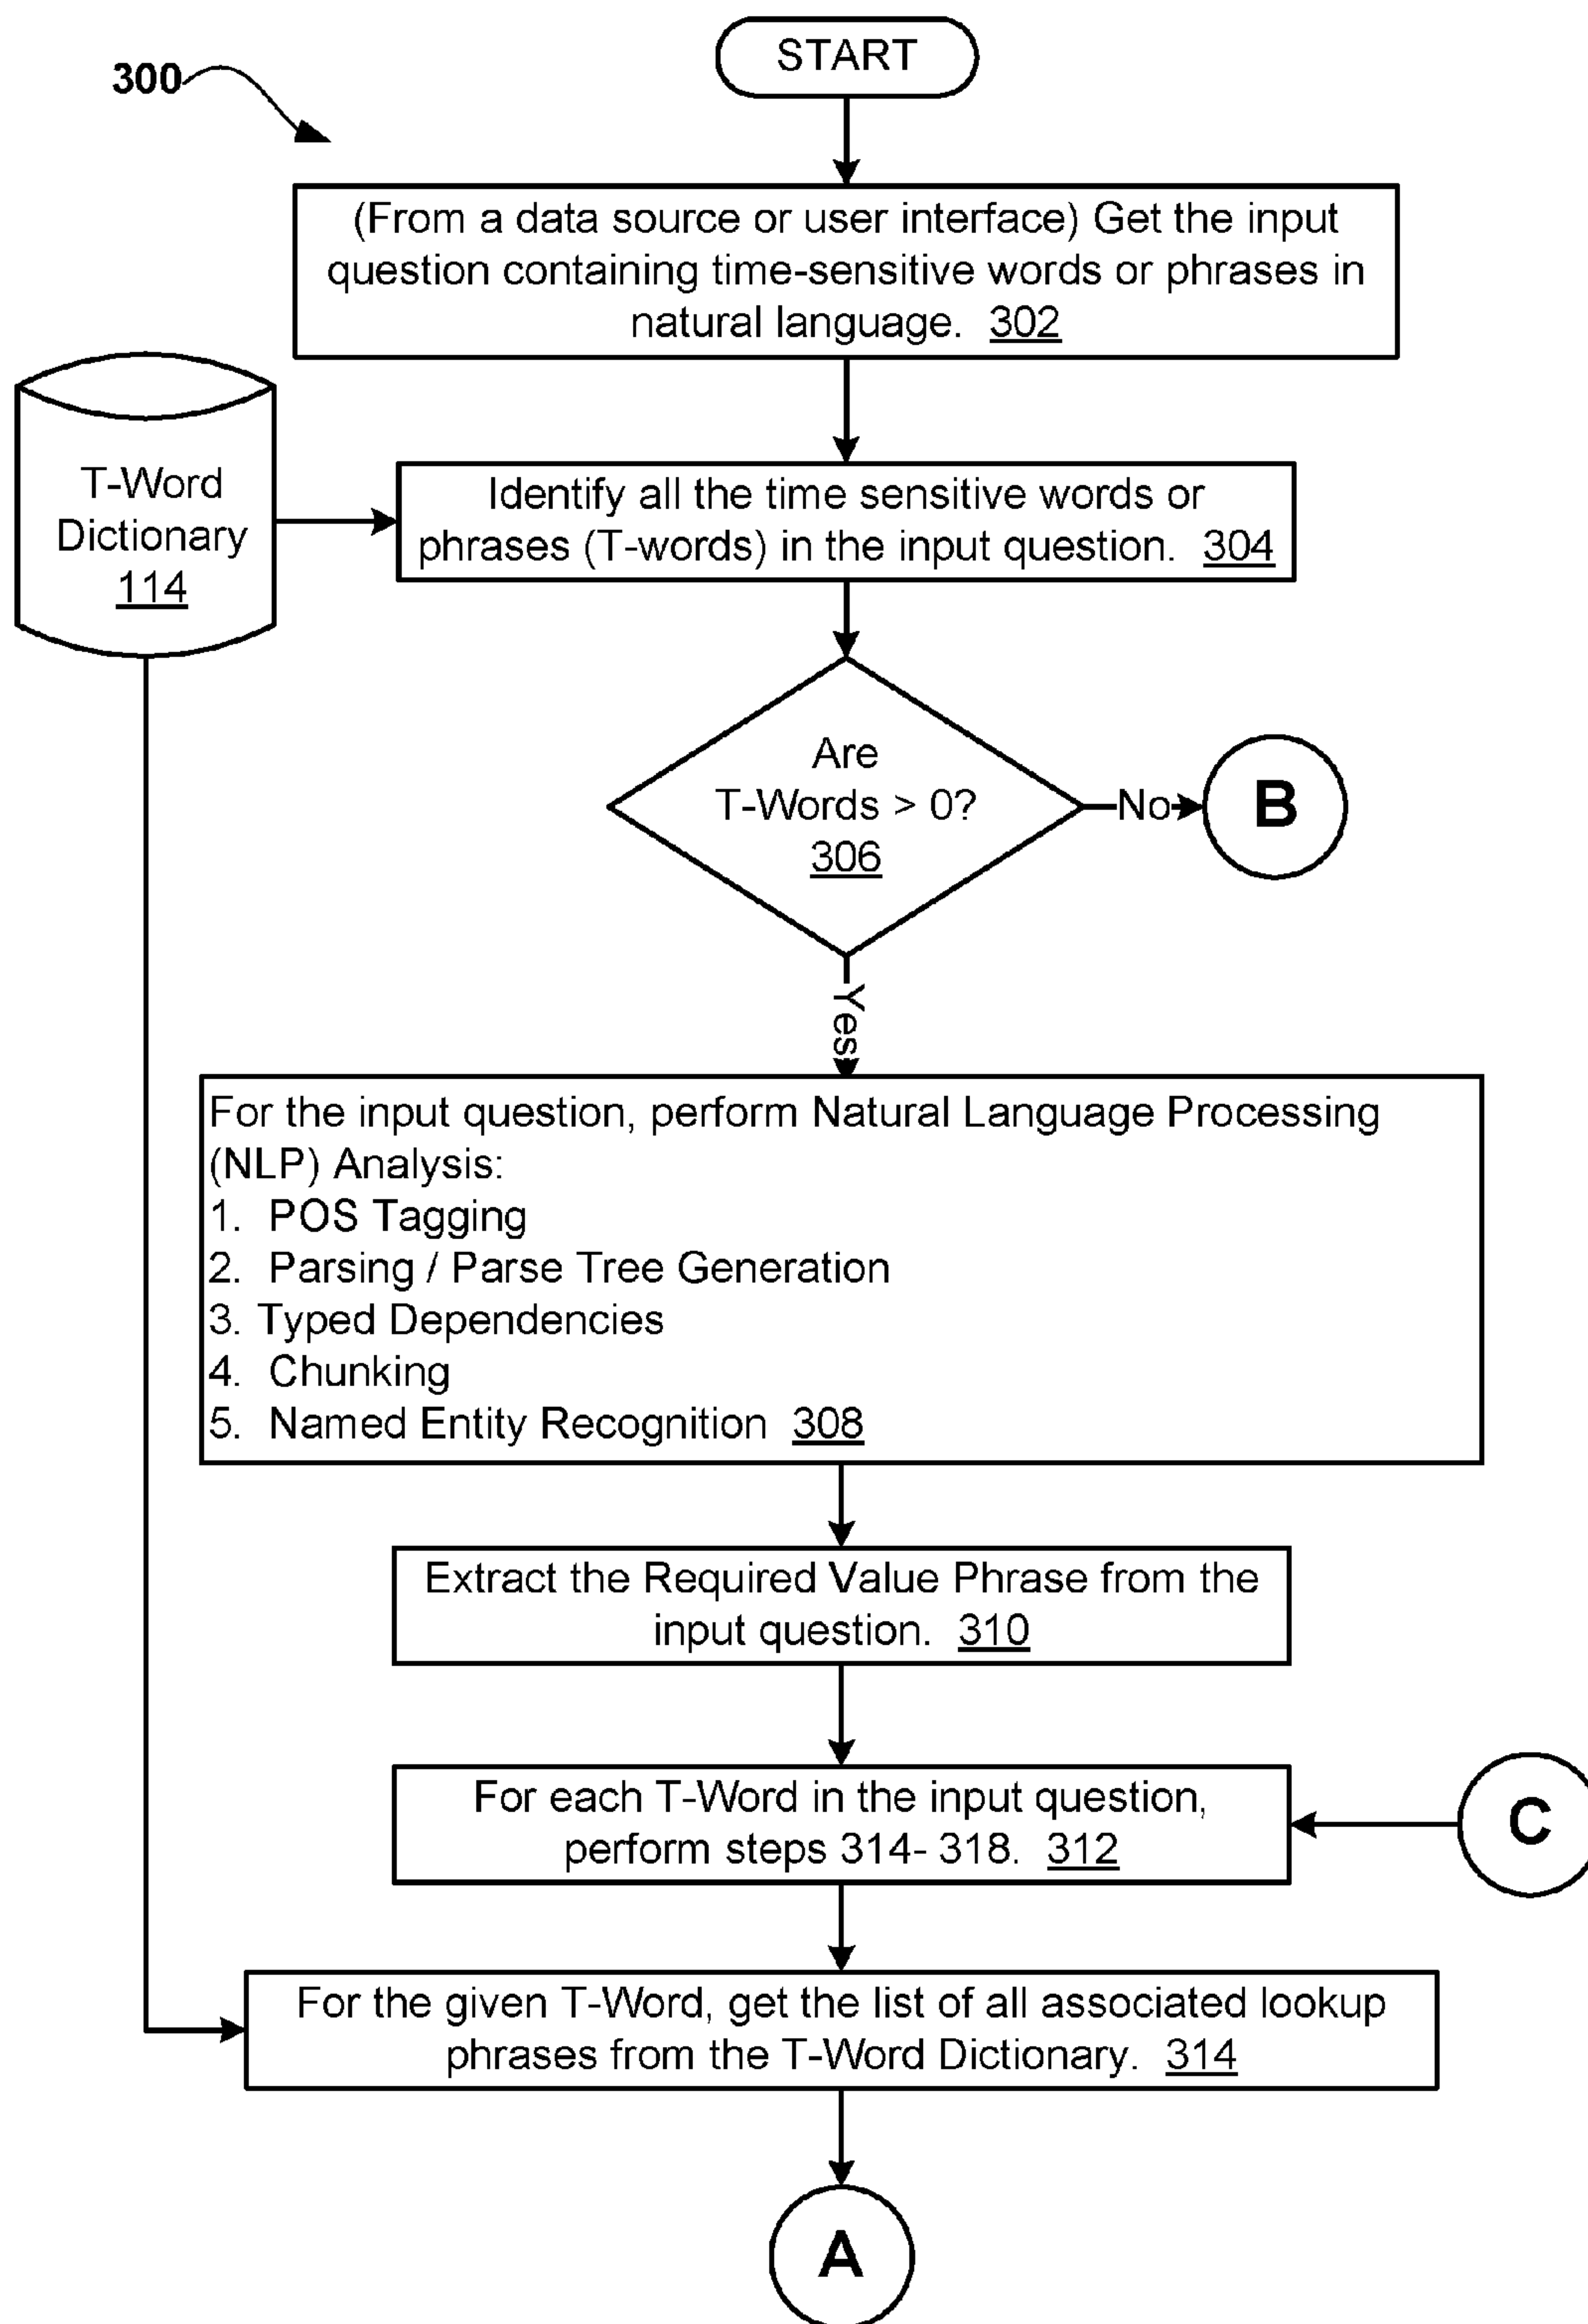 START
300
(From a data source or user interface) Get the input
question containing time-sensitive words or phrases in
natural language. 302
T-Word
Dictionary
114
Identify all the time sensitive words or
phrases (T-words) in the input question. 304
Are
T-Words > 0?
306
No
B
Yes
For the input question, perform Natural Language Processing
(NLP) Analysis:
1. POS Tagging
2. Parsing / Parse Tree Generation
3. Typed Dependencies
4. Chunking
5. Named Entity Recognition 308
Extract the Required Value Phrase from the
input question. 310
For each T-Word in the input question,
perform steps 314- 318. 312
C
For the given T-Word, get the list of all associated lookup
phrases from the T-Word Dictionary. 314
A